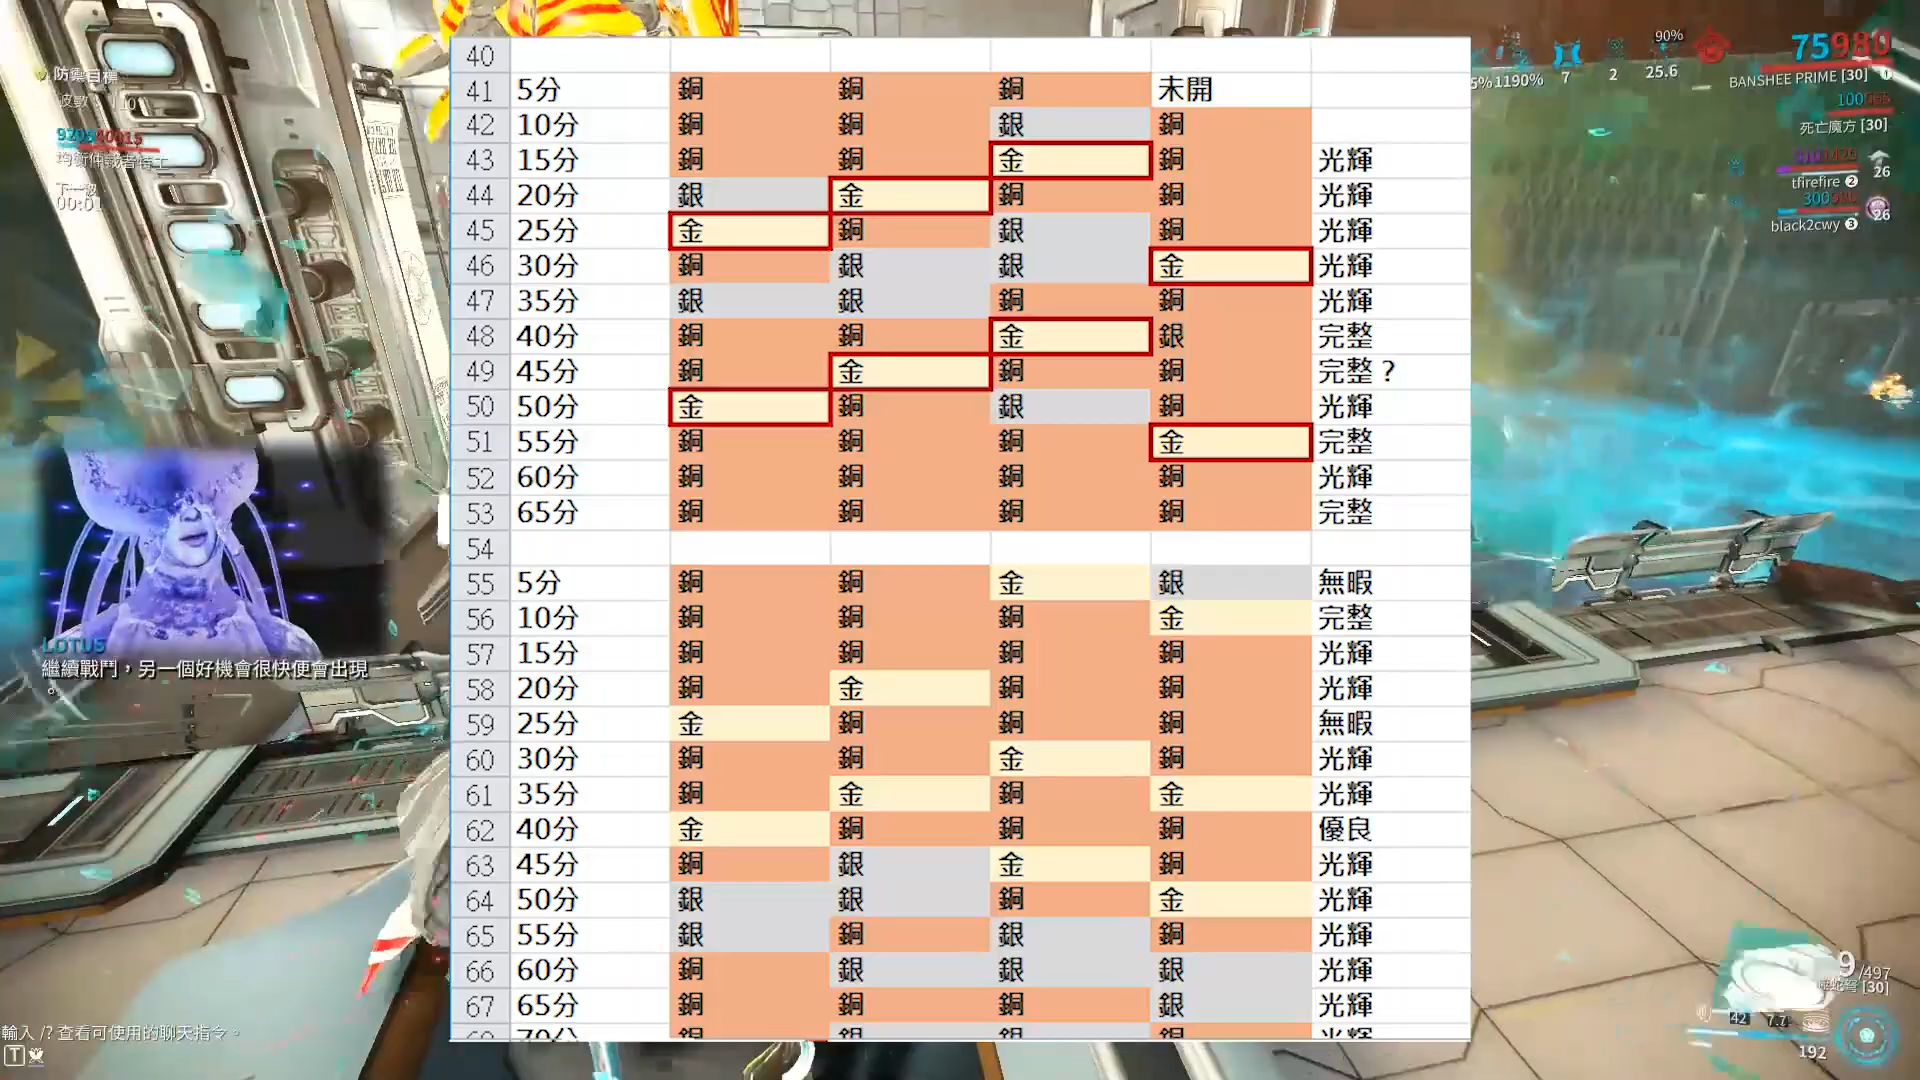 防禦目標
下一波
00:01
LOTUS
繼續戰鬥，另一個好機會很快便會出現
。
輸入 /? 查看可使用的聊天指令。
T
40
41 5分 銅 銅 銅 未開
42 10分 銅 銅 銀 銅
43 15分 銅 銅 金 銅 光輝
44 20分 銀 金 銅 銅 光輝
45 25分 金 銅 銀 銅 光輝
46 30分 銅 銀 銀 金 光輝
47 35分 銀 銀 銅 銅 光輝
48 40分 銅 銅 金 銀 完整
49 45分 銅 金 銅 銅 完整？
50 50分 金 銅 銀 銅 光輝
51 55分 銅 銅 銅 金 完整
52 60分 銅 銅 銅 銅 光輝
53 65分 銅 銅 銅 銅 完整
54
55 5分 銅 銅 金 銀 無暇
56 10分 銅 銅 銅 金 完整
57 15分 銅 銅 銅 銅 光輝
58 20分 銅 金 銅 銅 光輝
59 25分 金 銅 銅 銅 無暇
60 30分 銅 銅 金 銅 光輝
61 35分 銅 金 銅 金 光輝
62 40分 金 銅 銅 銅 優良
63 45分 銅 銀 金 銅 光輝
64 50分 銀 銀 銅 金 光輝
65 55分 銀 銅 銀 銅 光輝
66 60分 銅 銀 銀 銀 光輝
67 65分 銅 銅 銅 銀 光輝
90%
5% 1190% 7 2 25.6
75980
BANSHEE PRIME [30]
死亡魔方 [30]
26
tfirefire 2
26
black2cwy 3
9/497
[30]
42 7.7
192